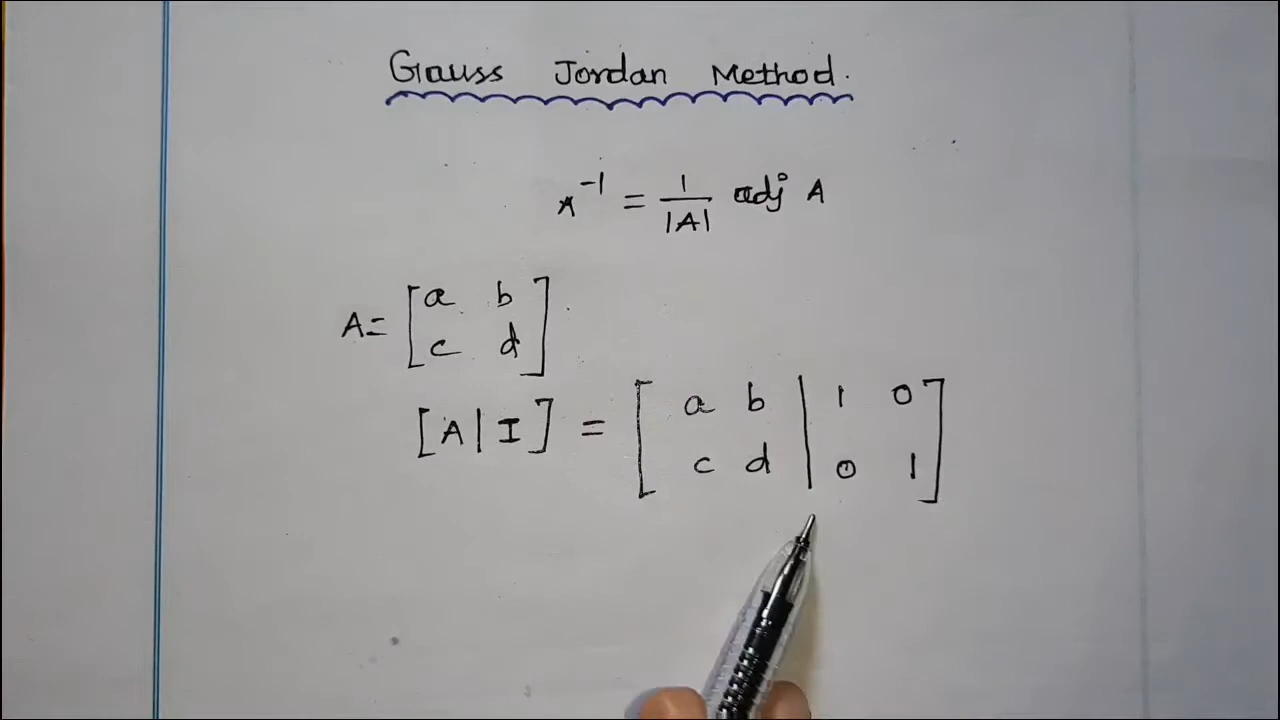 Gauss Jordan Method.
A⁻¹ = 1/|A| adj A
A = [a b
c d]
[A | I] = [a b | 1 0
c d | 0 1]